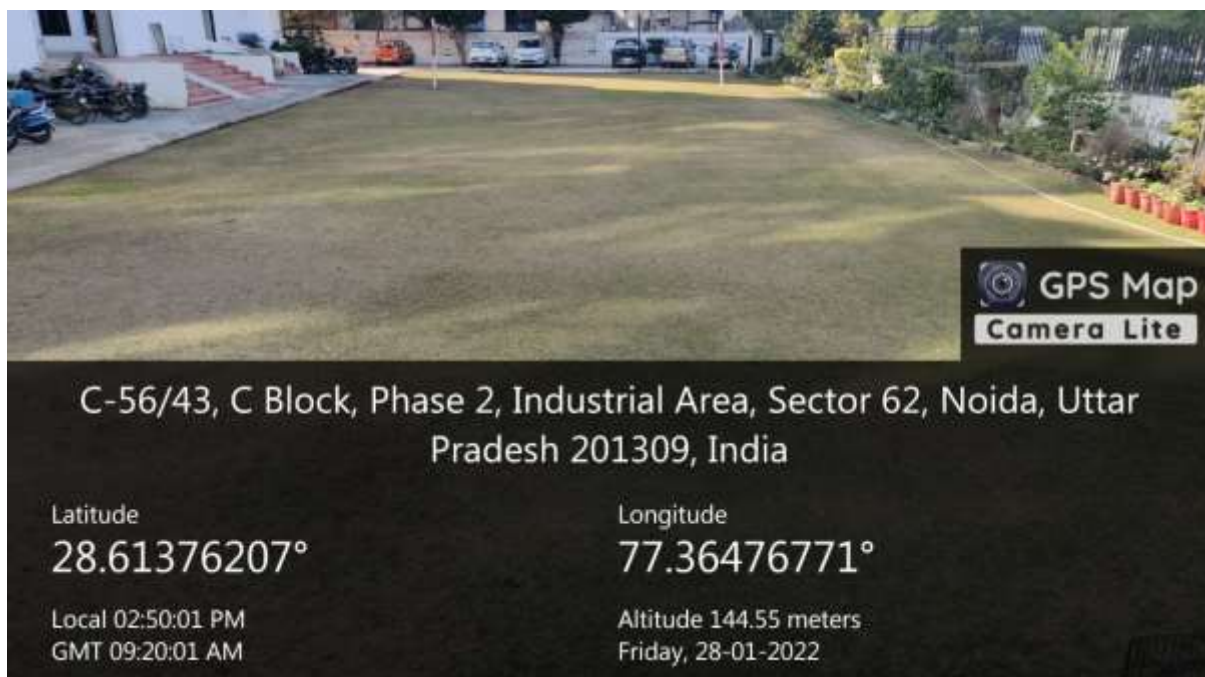 GPS Map
Camera Lite
C-56/43, C Block, Phase 2, Industrial Area, Sector 62, Noida, Uttar
Pradesh 201309, India
Latitude
28.61376207°
Longitude
77.36476771°
Local 02:50:01 PM
GMT 09:20:01 AM
Altitude 144.55 meters
Friday, 28-01-2022